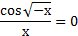 cos√-x / x = 0